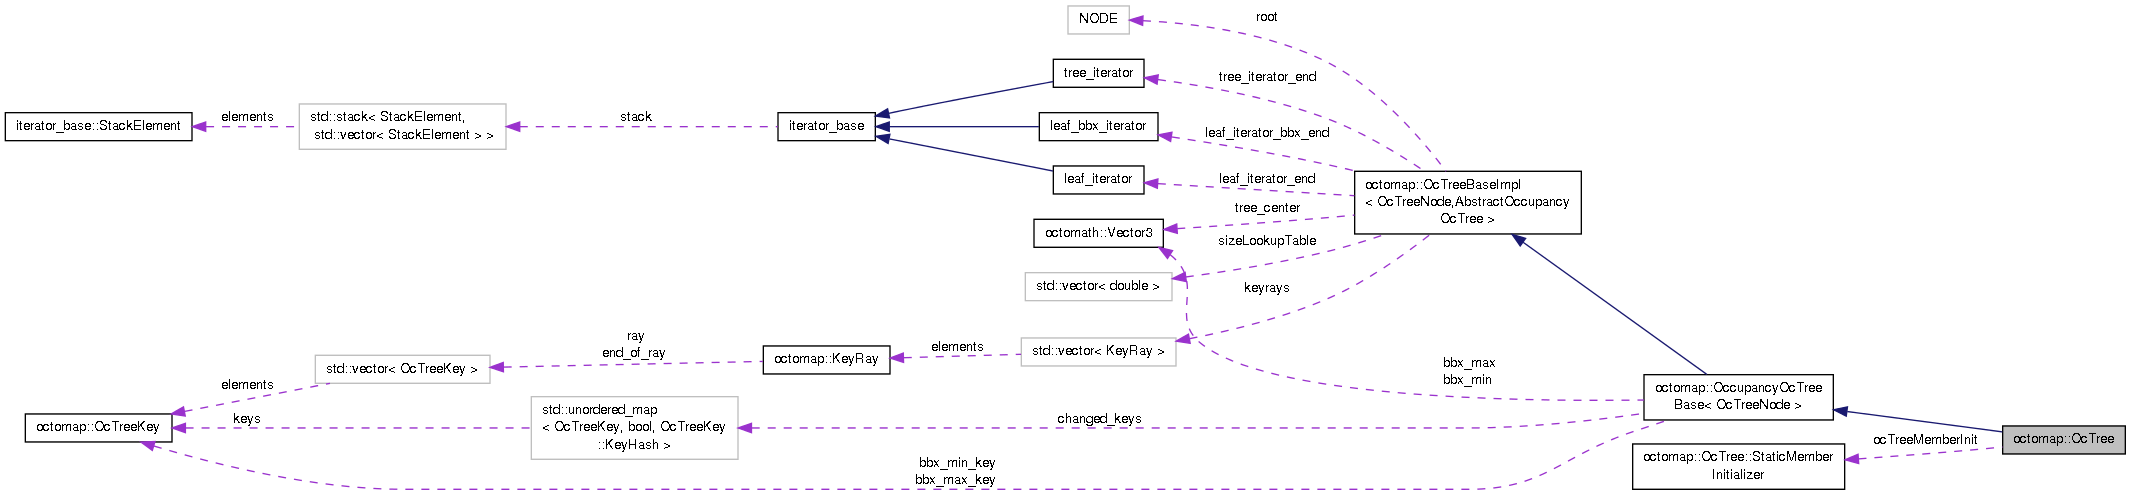 NODE
root
tree_iterator
tree_iterator_end
iterator_base::StackElement
elements
std::stack< StackElement,
std::vector< StackElement > >
stack
iterator_base
leaf_bbx_iterator
leaf_iterator_bbx_end
leaf_iterator
leaf_iterator_end
octomap::OcTreeBaseImpl
< OcTreeNode,AbstractOccupancy
OcTree >
octomath::Vector3
tree_center
std::vector< double >
sizeLookupTable
keyrays
octomap::KeyRay
elements
std::vector< KeyRay >
ray
end_of_ray
std::vector< OcTreeKey >
elements
bbx_max
bbx_min
octomap::OccupancyOcTree
Base< OcTreeNode >
octomap::OcTreeKey
keys
std::unordered_map
< OcTreeKey, bool, OcTreeKey
::KeyHash >
changed_keys
bbx_min_key
bbx_max_key
octomap::OcTree::StaticMember
Initializer
ocTreeMemberInit
octomap::OcTree